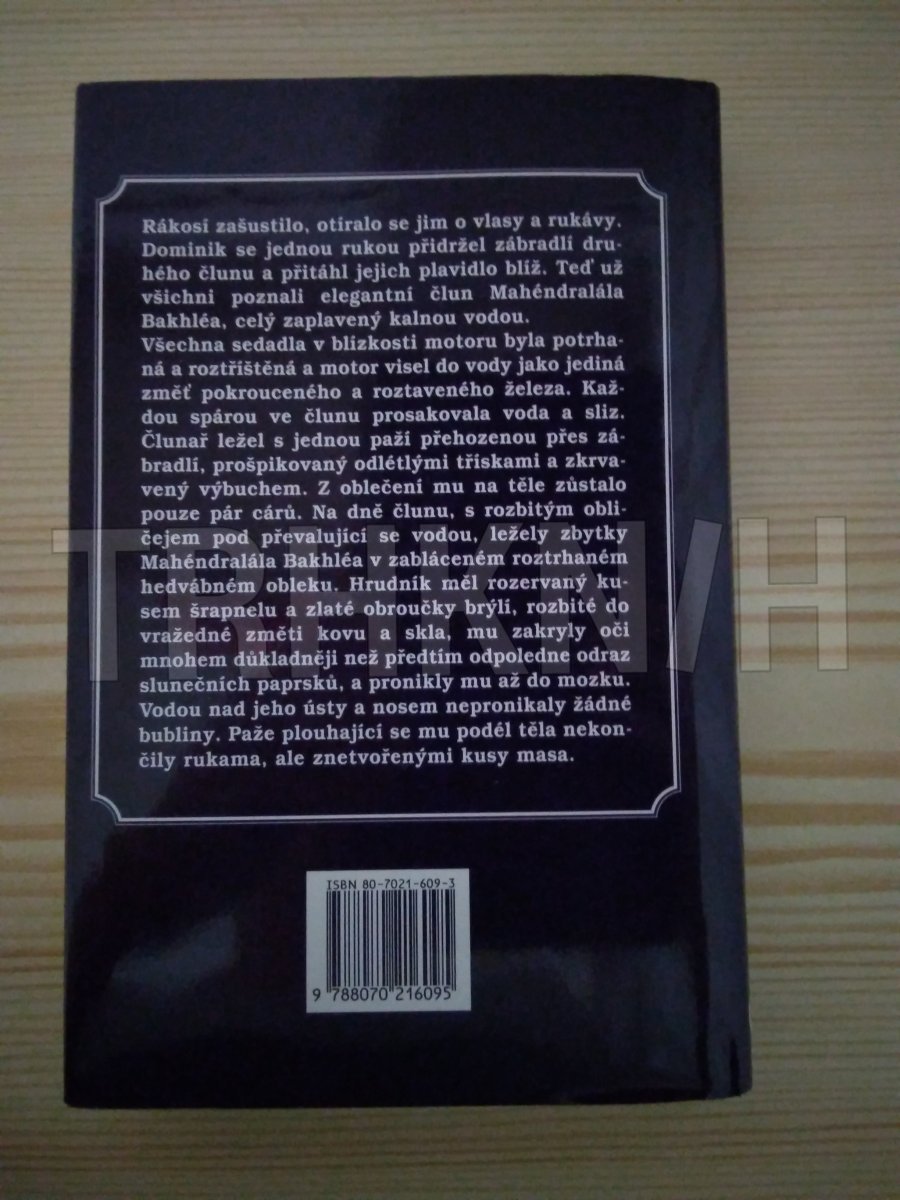 Rákosí zašustilo, otíralo se jim o vlasy a rukávy.
Dominik se jednou rukou přidržel zábradlí dru-
hého člunu a přitáhl jejich plavidlo blíž. Teď už
všichni poznali elegantní člun Mahéndralála
Bakhléa, celý zaplavený kalnou vodou.
Všechna sedadla v blízkosti motoru byla potrha-
ná a roztříštěná a motor visel do vody jako jediná
změť pokrouceného a roztaveného železa. Kaž-
dou spárou ve člunu prosakovala voda a sliz.
Člunař ležel s jednou paží přehozenou přes zá-
bradlí, prošpikovaný odlétlými třískami a zkrva-
vený výbuchem. Z oblečení mu na těle zůstalo
pouze pár cárů. Na dně člunu, s rozbitým obli-
čejem pod převalující se vodou, ležely zbytky
Mahéndralála Bakhléa v zabláceném roztrhaném
hedvábném obleku. Hrudník měl rozervaný ku-
sem šrapnelu a zlaté obroučky brýlí, rozbité do
vražedné změti kovu a skla, mu zakryly oči
mnohem důkladněji než předtím odpoledne odraz
slunečních paprsků, a pronikly mu až do mozku.
Vodou nad jeho ústy a nosem nepronikaly žádné
bubliny. Paže plouhající se mu podél těla nekon-
čily rukama, ale znetvořenými kusy masa.
TRHKNIH
ISBN 80-7021-609-3
9 788070 216095